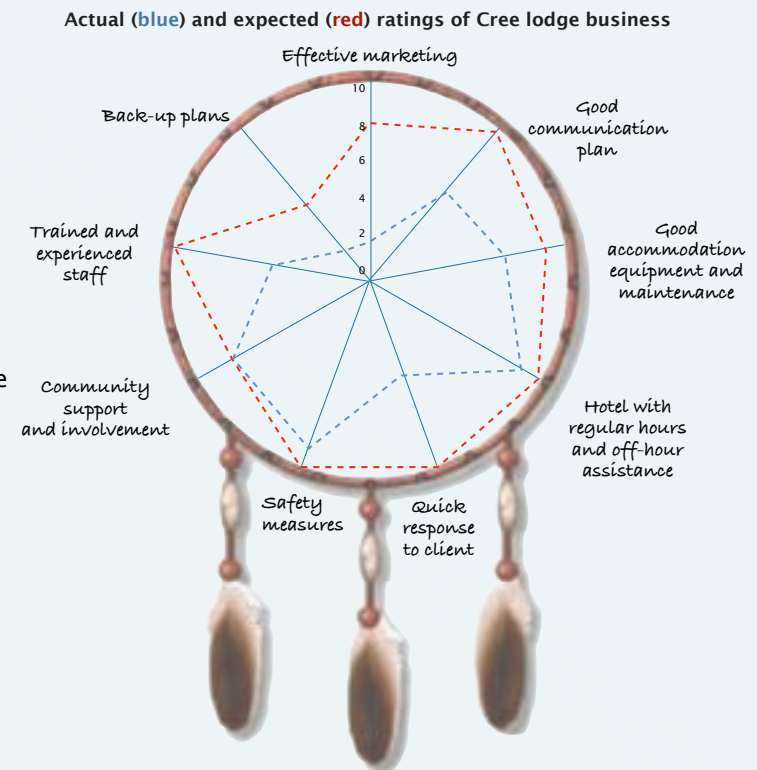 Actual (blue) and expected (red) ratings of Cree lodge business
Effective marketing
10
8
6
4
2
0
Good
communication
plan
Good
accommodation
equipment and
maintenance
Hotel with
regular hours
and off-hour
assistance
Quick
response
to client
Safety
measures
Community
support
and involvement
Trained and
experienced
staff
Back-up plans
e